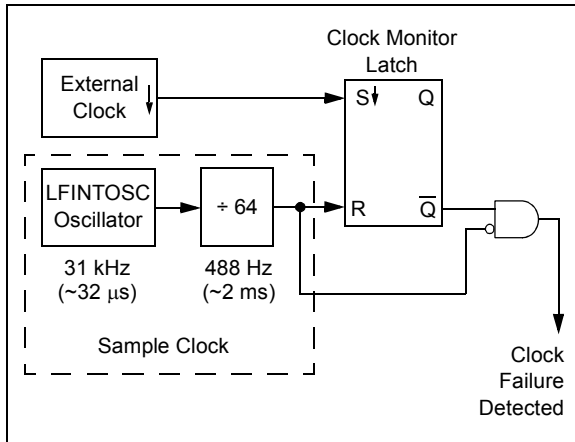 Clock Monitor
Latch
External
Clock
S
Q
LFINTOSC
Oscillator
÷ 64
R
Q̅
31 kHz
(~32 μs)
488 Hz
(~2 ms)
Sample Clock
Clock
Failure
Detected